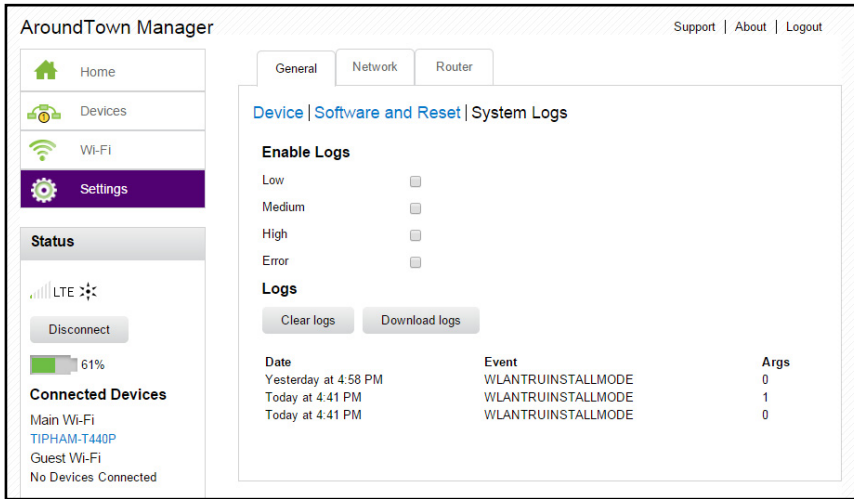 AroundTown Manager
Support | About | Logout
Home
Devices
Wi-Fi
Settings
Status
LTE
Disconnect
61%
Connected Devices
Main Wi-Fi
TIPHAM-T440P
Guest Wi-Fi
No Devices Connected
General Network Router
Device | Software and Reset | System Logs
Enable Logs
Low
Medium
High
Error
Logs
Clear logs Download logs
Date Event Args
Yesterday at 4:58 PM WLANTRUINSTALLMODE 0
Today at 4:41 PM WLANTRUINSTALLMODE 1
Today at 4:41 PM WLANTRUINSTALLMODE 0